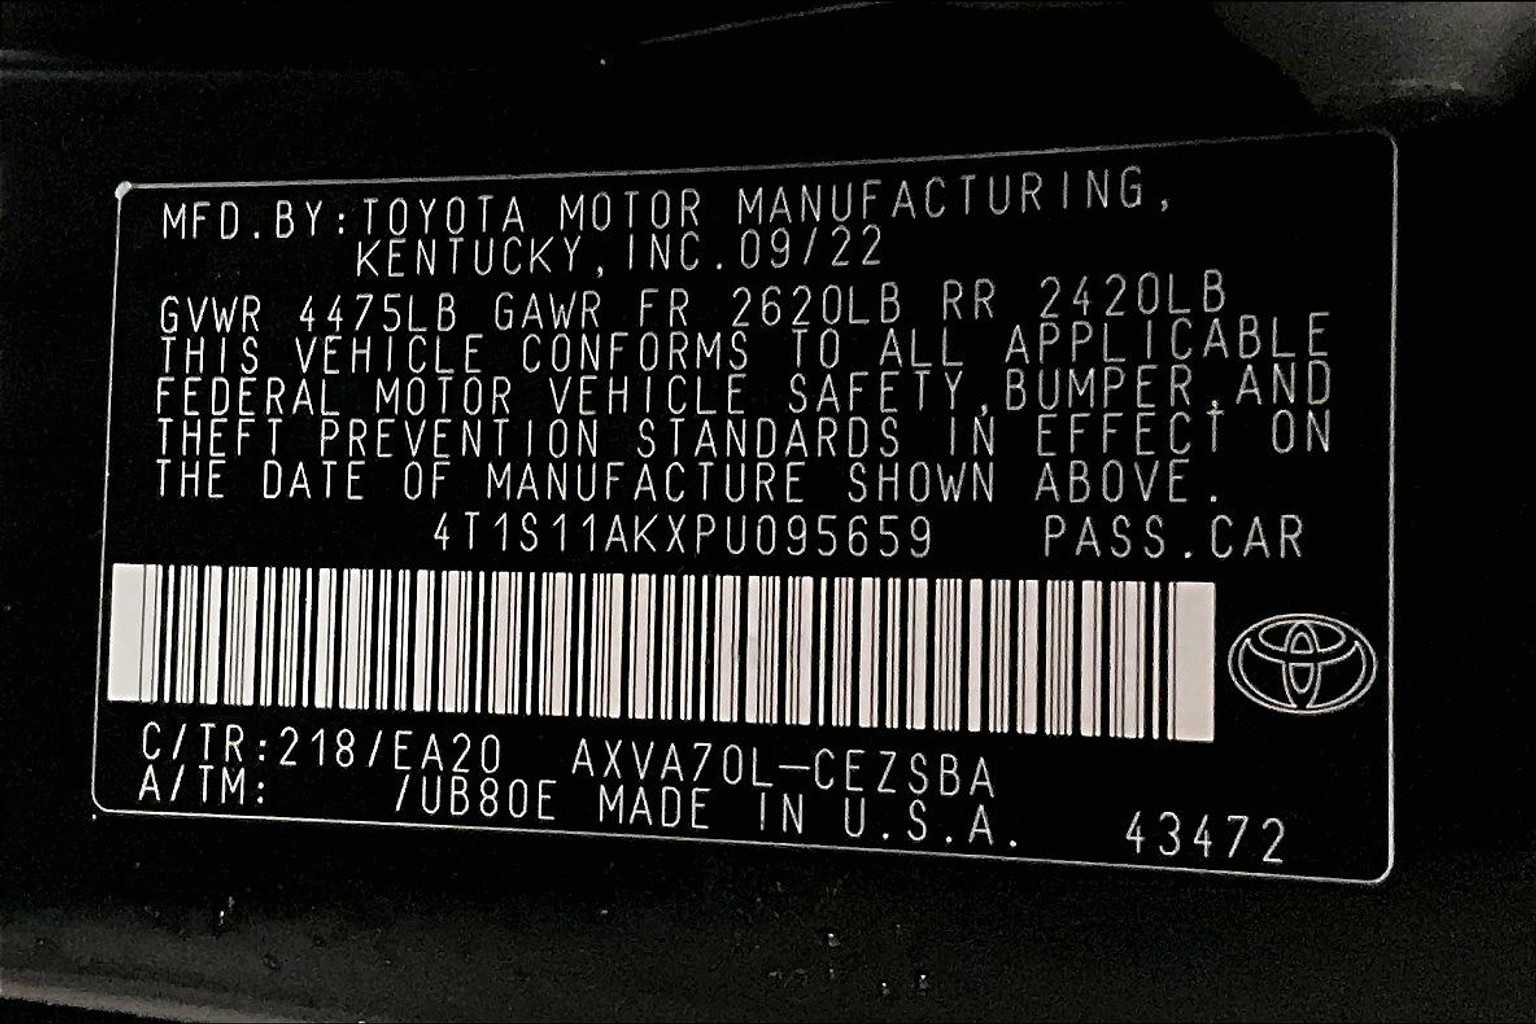 MFD.BY:TOYOTA MOTOR MANUFACTURING,
KENTUCKY,INC.09/22
GVWR 4475LB GAWR FR 2620LB RR 2420LB
THIS VEHICLE CONFORMS TO ALL APPLICABLE
FEDERAL MOTOR VEHICLE SAFETY,BUMPER,AND
THEFT PREVENTION STANDARDS IN EFFECT ON
THE DATE OF MANUFACTURE SHOWN ABOVE.
4T1S11AKXPU095659 PASS.CAR
C/TR:218/EA20 AXVA70L-CEZSBA
A/TM: /UB80E MADE IN U.S.A. 43472